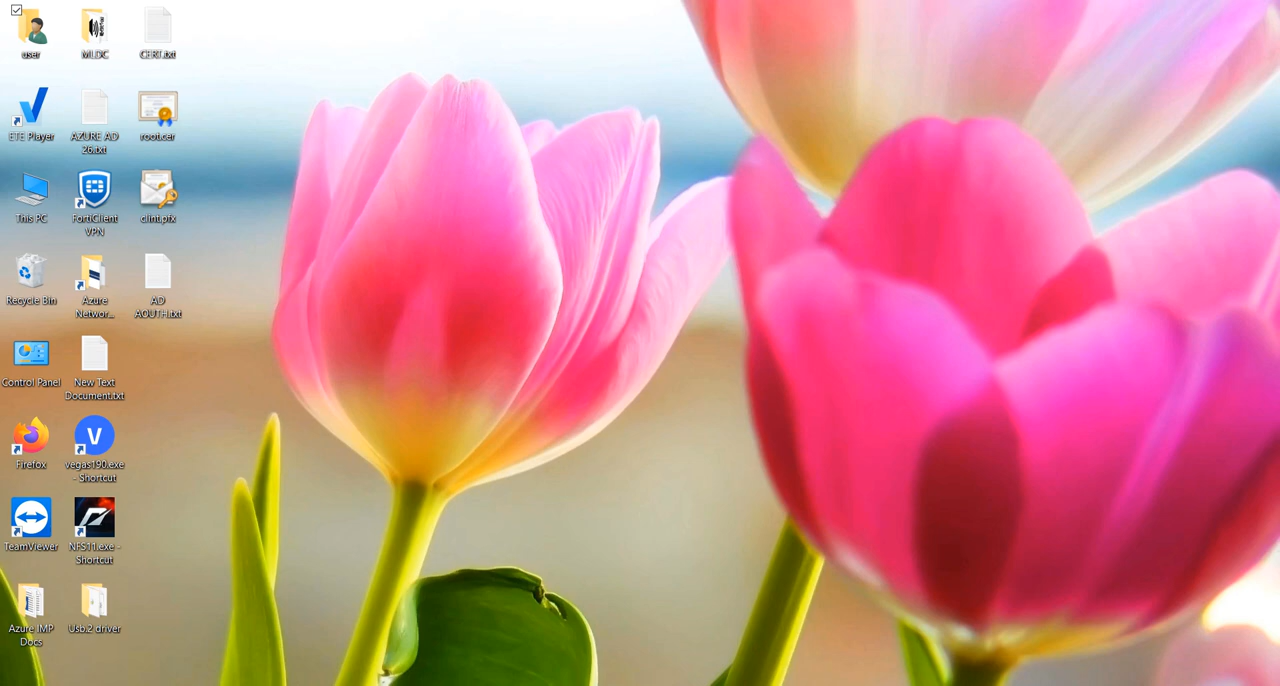 user
MLDC
CERT.txt
ETE Player
AZURE AD
26.txt
root.cer
This PC
FortiClient
VPN
clint.pfx
Recycle Bin
Azure
Networ...
AD
AOUTH.txt
Control Panel
New Text
Document.txt
Firefox
V
vegas190.exe
- Shortcut
TeamViewer
NFS11.exe -
Shortcut
Azure IMP
Docs
Usb.2 driver